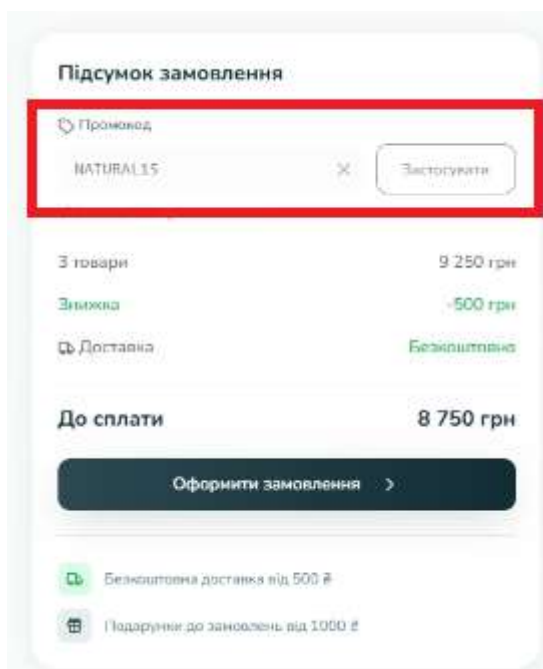 Підсумок замовлення
Промокод
NATURAL15
Застосувати
3 товари 9 250 грн
Знижка -500 грн
Доставка Безкоштовно
До сплати 8 750 грн
Оформити замовлення
Безкоштовна доставка від 500 ₴
Подарунки до замовлень від 1000 ₴